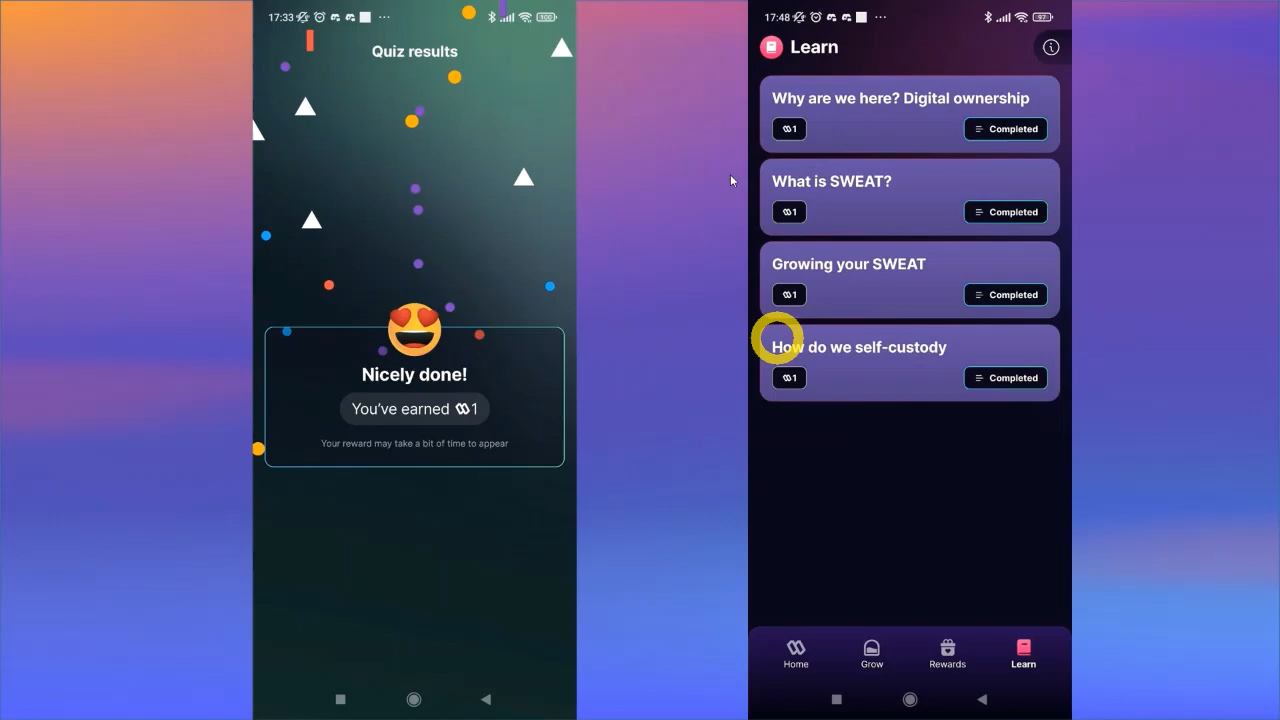 17:33
100
Quiz results
Nicely done!
You've earned 1
Your reward may take a bit of time to appear
17:48
97
Learn
Why are we here? Digital ownership
1
Completed
What is SWEAT?
1
Completed
Growing your SWEAT
1
Completed
How do we self-custody
1
Completed
Home
Grow
Rewards
Learn